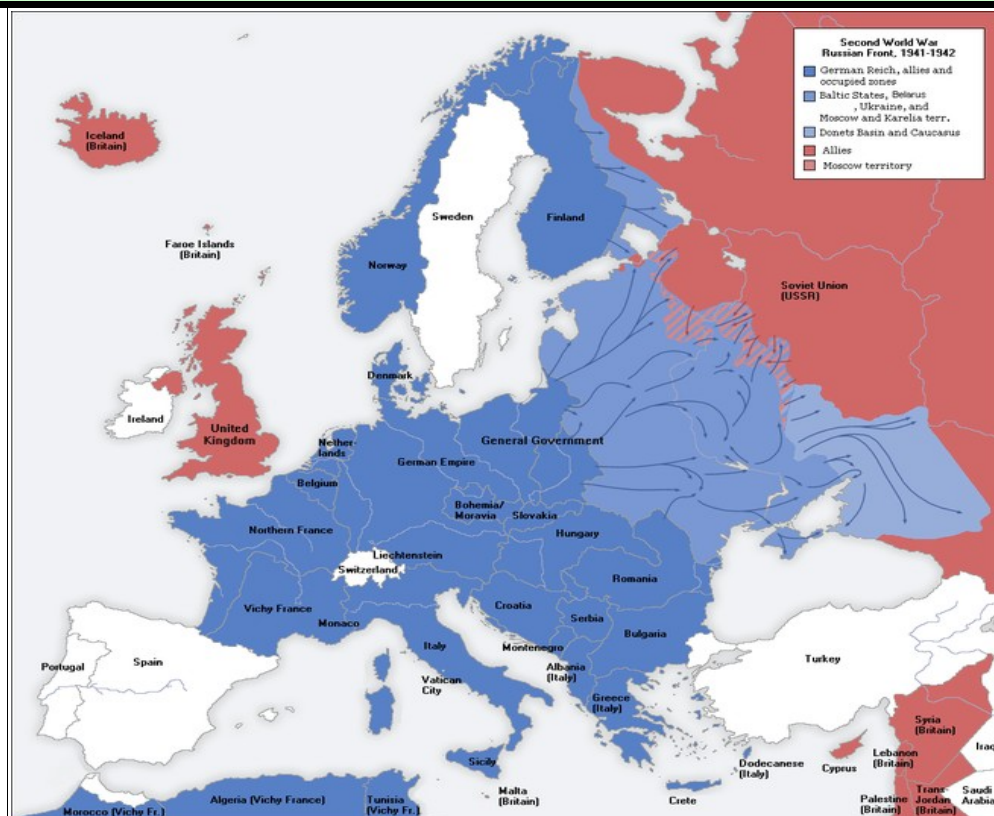 Second World War
Russian Front, 1941-1942
German Reich, allies and
occupied zones
Baltic States, Belarus
, Ukraine, and
Moscow and Karelia terr.
Donets Basin and Caucasus
Allies
Moscow territory
Iceland
(Britain)
Faroe Islands
(Britain)
Sweden
Finland
Norway
Soviet Union
(USSR)
Denmark
Ireland
United
Kingdom
Nether-
lands
General Government
German Empire
Belgium
Bohemia/
Moravia
Slovakia
Northern France
Hungary
Liechtenstein
Switzerland
Romania
Vichy France
Croatia
Monaco
Serbia
Bulgaria
Italy
Montenegro
Portugal
Spain
Turkey
Albania
(Italy)
Vatican
City
Greece
(Italy)
Syria
(Britain)
Iraq
Sicily
Dodecanese
(Italy)
Cyprus
Lebanon
(Britain)
Malta
(Britain)
Crete
Palestine
(Britain)
Trans-
Jordan
(Britain)
Saudi
Arabia
Algeria (Vichy France)
Tunisia
(Vichy Fr.)
Morocco (Vichy Fr.)